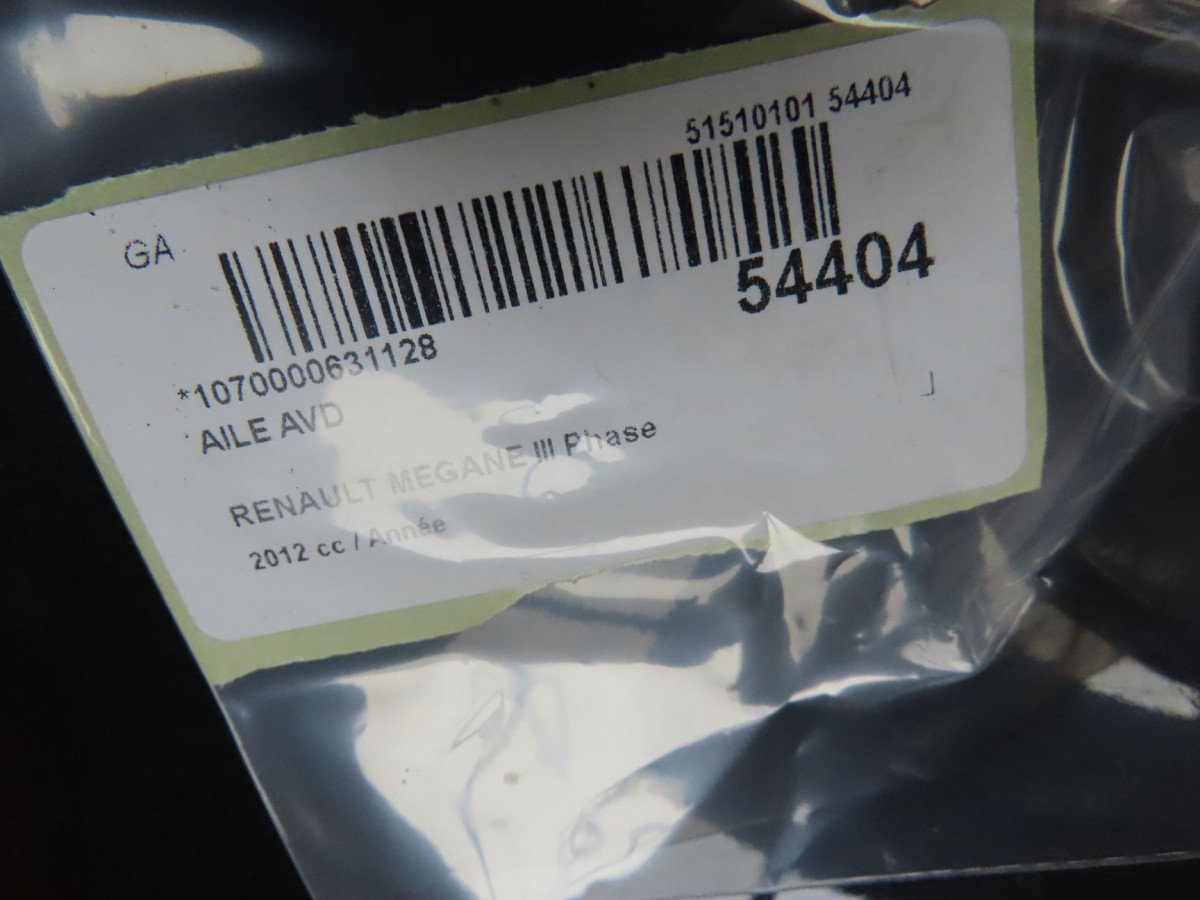 51510101 54404
GA
54404
*1070000631128
AILE AVD
RENAULT MEGANE III Phase
2012 cc / Année